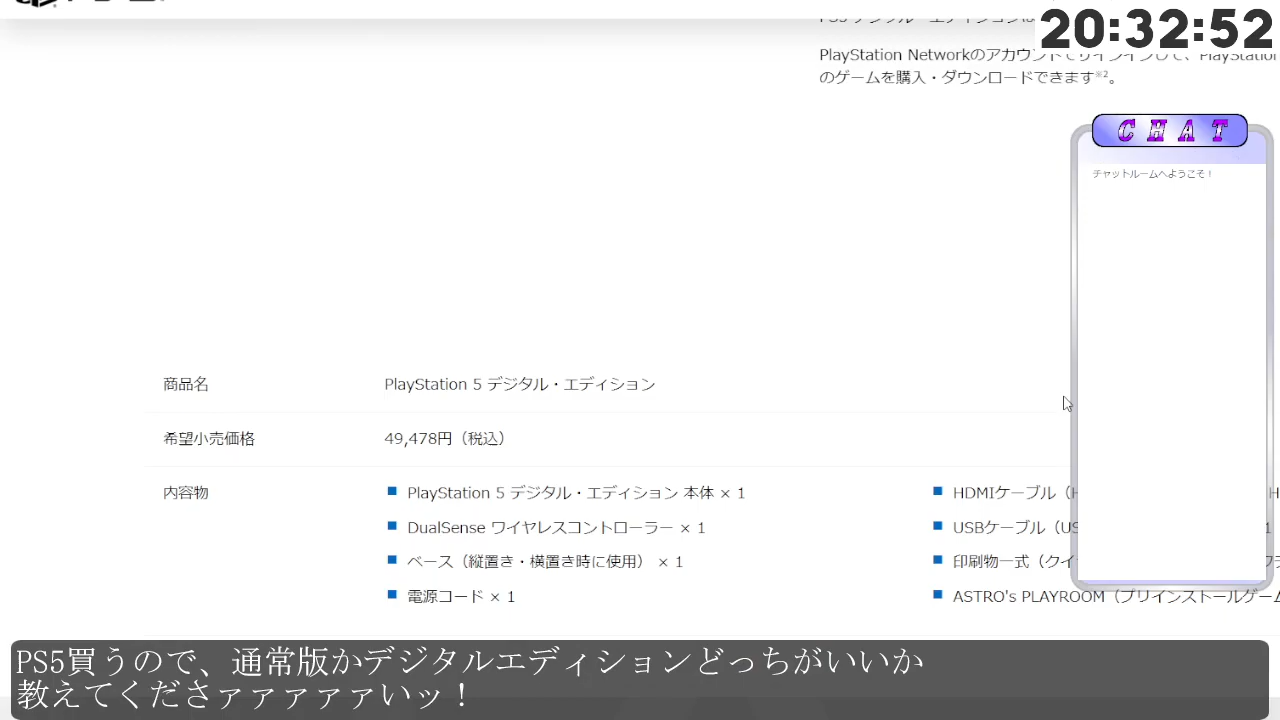 20:32:52
PlayStation Networkのアカウントでサインインして、PlayStation
のゲームを購入・ダウンロードできます※2。
CHAT
チャットルームへようこそ！
商品名 PlayStation 5 デジタル・エディション
希望小売価格 49,478円（税込）
内容物
PlayStation 5 デジタル・エディション 本体 × 1
HDMIケーブル（H
DualSense ワイヤレスコントローラー × 1
USBケーブル（US
ベース（縦置き・横置き時に使用） × 1
印刷物一式（クイ
電源コード × 1
ASTRO's PLAYROOM（プリインストールゲーム
PS5買うので、通常版かデジタルエディションどっちがいいか
教えてくださァァァァァいッ！